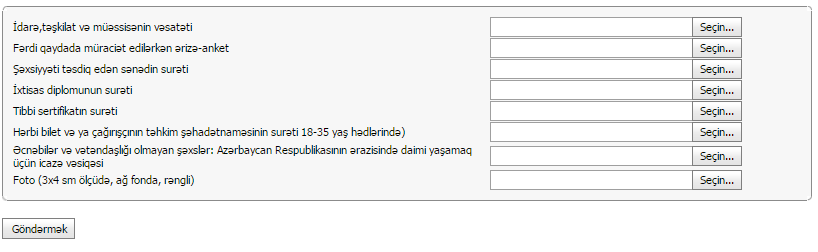 İdarə,təşkilat və müəssisənin vəsatəti Seçin...
Fərdi qaydada müraciət edilərkən ərizə-anket Seçin...
Şəxsiyyəti təsdiq edən sənədin surəti Seçin...
İxtisas diplomunun surəti Seçin...
Tibbi sertifikatın surəti Seçin...
Hərbi bilet və ya çağırışçının təhkim şəhadətnaməsinin surəti 18-35 yaş hədlərində) Seçin...
Əcnəbilər və vətəndaşlığı olmayan şəxslər: Azərbaycan Respublikasının ərazisində daimi yaşamaq
üçün icazə vəsiqəsi Seçin...
Foto (3x4 sm ölçüdə, ağ fonda, rəngli) Seçin...
Göndərmək